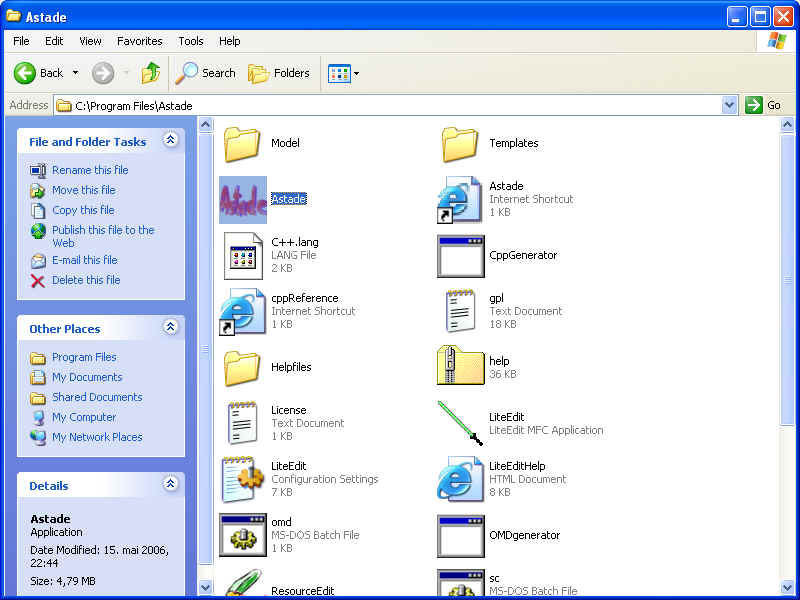 Astade
File Edit View Favorites Tools Help
Back Search Folders
Address C:\Program Files\Astade Go
File and Folder Tasks
Rename this file
Move this file
Copy this file
Publish this file to the
Web
E-mail this file
Delete this file
Other Places
Program Files
My Documents
Shared Documents
My Computer
My Network Places
Details
Astade
Application
Date Modified: 15. mai 2006,
22:44
Size: 4,79 MB
Model
Templates
Astade
Astade
Astade
Internet Shortcut
1 KB
C++.lang
LANG File
2 KB
CppGenerator
cppReference
Internet Shortcut
1 KB
gpl
Text Document
18 KB
Helpfiles
help
36 KB
License
Text Document
1 KB
LiteEdit
LiteEdit MFC Application
LiteEdit
Configuration Settings
7 KB
LiteEditHelp
HTML Document
8 KB
omd
MS-DOS Batch File
1 KB
OMDgenerator
ResourceEdit
sc
MS-DOS Batch File